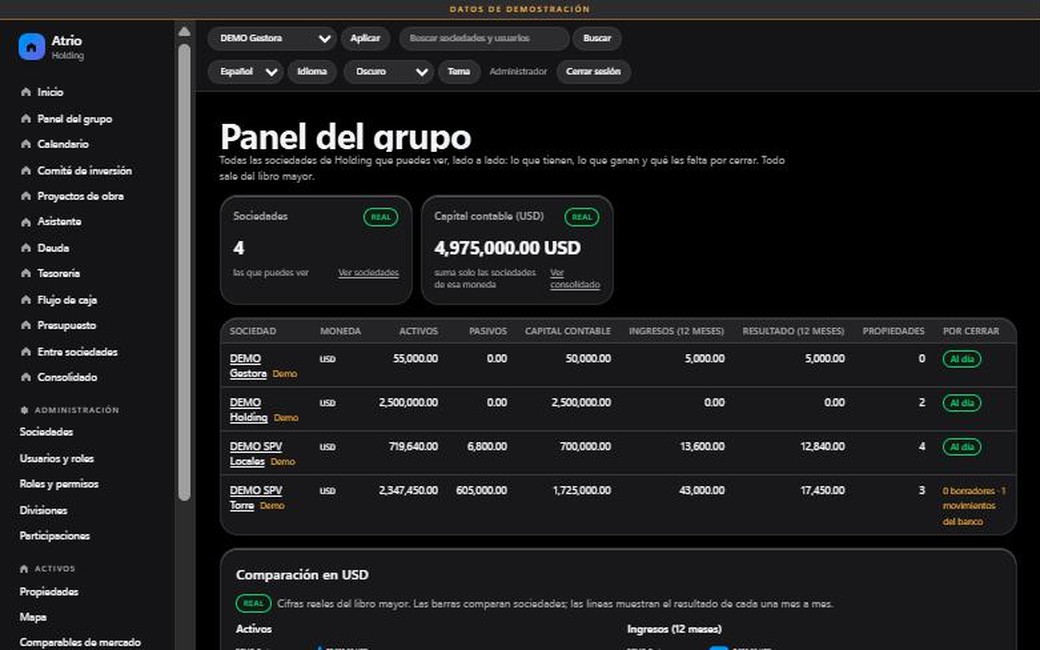 DATOS DE DEMOSTRACIÓN
Atrio
Holding
DEMO Gestora
Aplicar
Buscar sociedades y usuarios
Buscar
Español
Idioma
Oscuro
Tema
Administrador
Cerrar sesión
Inicio
Panel del grupo
Calendario
Comité de inversión
Proyectos de obra
Asistente
Deuda
Tesorería
Flujo de caja
Presupuesto
Entre sociedades
Consolidado
ADMINISTRACIÓN
Sociedades
Usuarios y roles
Roles y permisos
Divisiones
Participaciones
ACTIVOS
Propiedades
Mapa
Comparables de mercado
Panel del grupo
Todas las sociedades de Holding que puedes ver, lado a lado: lo que tienen, lo que ganan y qué les falta por cerrar. Todo
sale del libro mayor.
Sociedades
REAL
4
las que puedes ver
Ver sociedades
Capital contable (USD)
REAL
4,975,000.00 USD
suma solo las sociedades
de esa moneda
Ver
consolidado
SOCIEDAD MONEDA ACTIVOS PASIVOS CAPITAL CONTABLE INGRESOS (12 MESES) RESULTADO (12 MESES) PROPIEDADES POR CERRAR
DEMO USD 55,000.00 0.00 50,000.00 5,000.00 5,000.00 0 Al día
Gestora Demo
DEMO USD 2,500,000.00 0.00 2,500,000.00 0.00 0.00 2 Al día
Holding Demo
DEMO SPV USD 719,640.00 6,800.00 700,000.00 13,600.00 12,840.00 4 Al día
Locales Demo
DEMO SPV USD 2,347,450.00 605,000.00 1,725,000.00 43,000.00 17,450.00 3 0 borradores · 1
Torre Demo movimientos
del banco
Comparación en USD
REAL Cifras reales del libro mayor. Las barras comparan sociedades; las líneas muestran el resultado de cada una mes a mes.
Activos
Ingresos (12 meses)